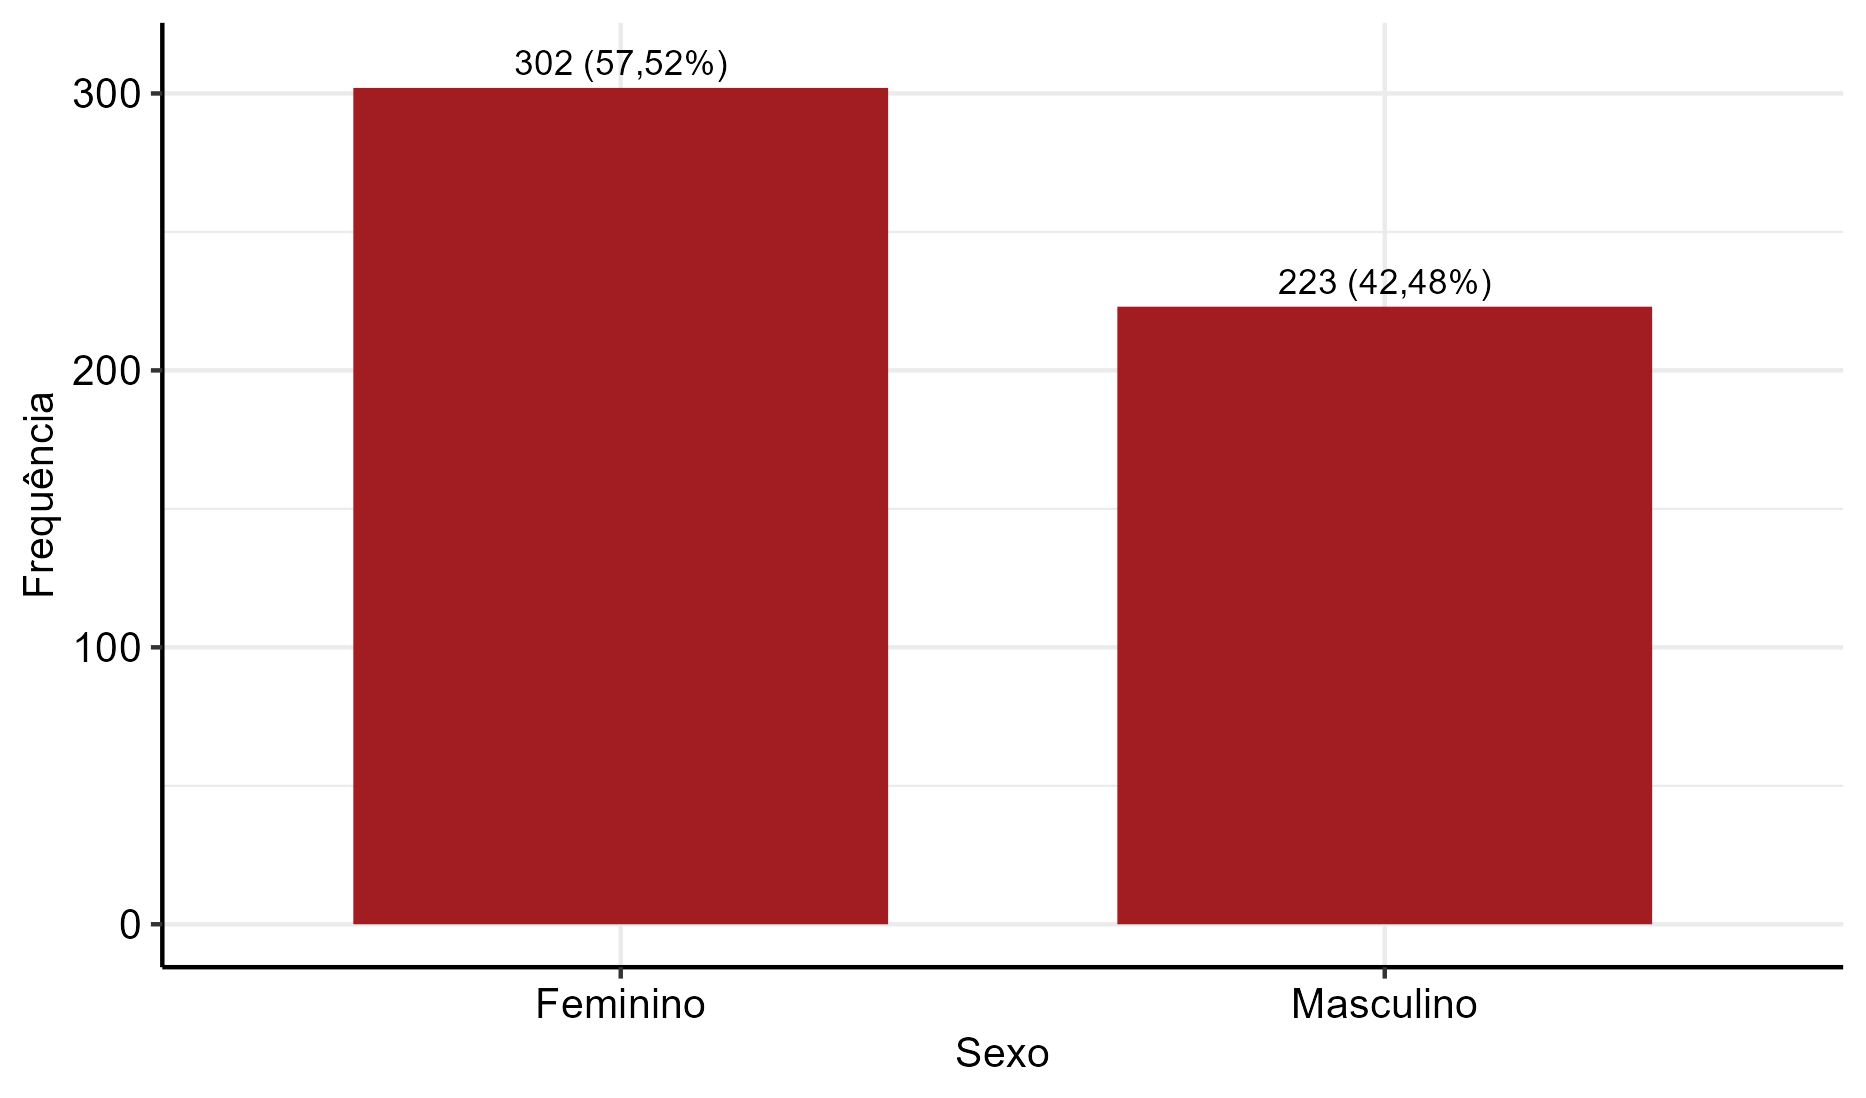 302 (57,52%)
223 (42,48%)
300
200
100
0
Frequência
Feminino
Masculino
Sexo